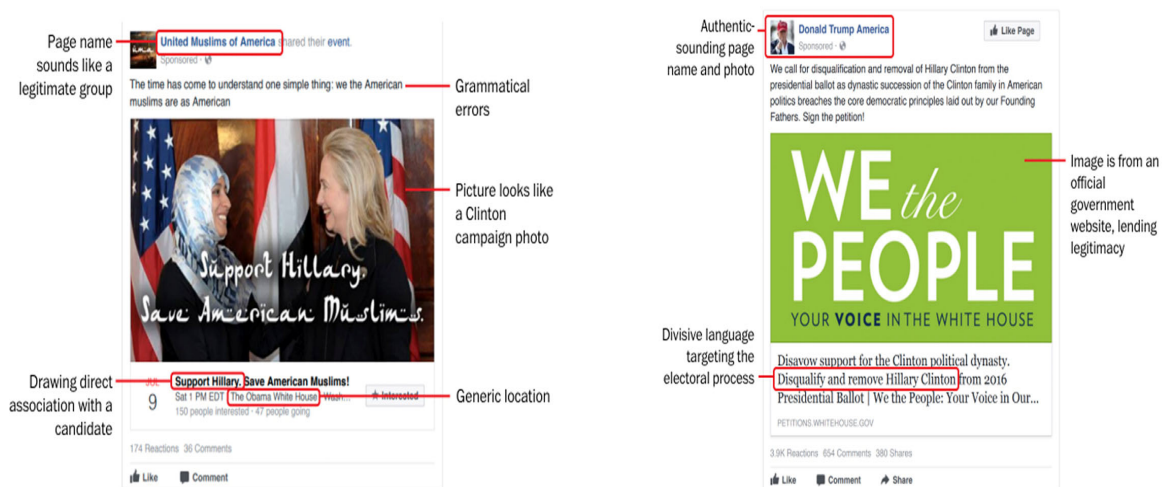 Page name
sounds like a
legitimate group
United Muslims of America shared their event.
Sponsored ·
The time has come to understand one simple thing: we the American
muslims are as American
Grammatical
errors
Picture looks like
a Clinton
campaign photo
Support Hillary.
Save American Muslims.
Drawing direct
association with a
candidate
JUL
9
Support Hillary. Save American Muslims!
Sat 1 PM EDT · The Obama White House · Wash...
150 people interested · 47 people going
Interested
Generic location
174 Reactions 36 Comments
Like Comment
Authentic-
sounding page
name and photo
Donald Trump America
Sponsored ·
Like Page
We call for disqualification and removal of Hillary Clinton from the
presidential ballot as dynastic succession of the Clinton family in American
politics breaches the core democratic principles laid out by our Founding
Fathers. Sign the petition!
WE the
PEOPLE
YOUR VOICE IN THE WHITE HOUSE
Image is from an
official
government
website, lending
legitimacy
Divisive language
targeting the
electoral process
Disavow support for the Clinton political dynasty.
Disqualify and remove Hillary Clinton from 2016
Presidential Ballot | We the People: Your Voice in Our...
PETITIONS.WHITEHOUSE.GOV
3.9K Reactions 654 Comments 380 Shares
Like Comment Share